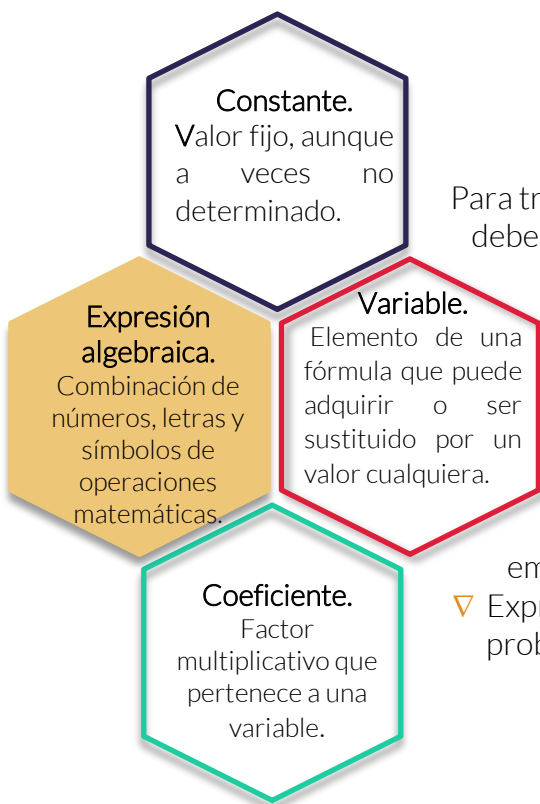 Constante.
Valor fijo, aunque
a veces no
determinado.
Para
debe
Expresión
algebraica.
Combinación de
números, letras y
símbolos de
operaciones
matemáticas.
Variable.
Elemento de una
fórmula que puede
adquirir o ser
sustituido por un
valor cualquiera.
Coeficiente.
Factor
multiplicativo que
pertenece a una
variable.
em
∇ Expr
prob